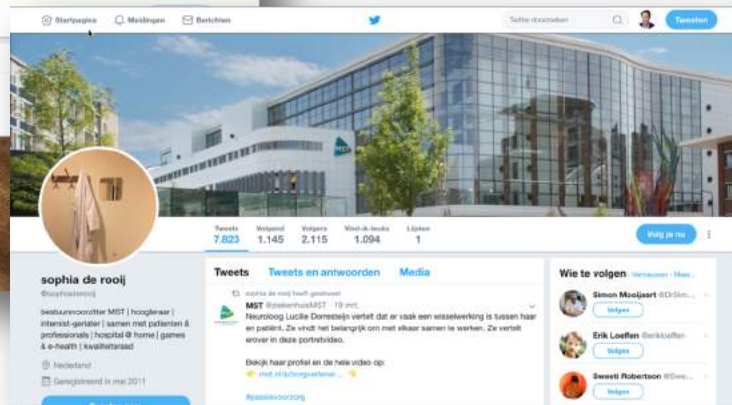 Startpagina Meldingen Berichten
Twitter doorzoeken
Tweeten
MST
Tweets Volgend Volgers Vind-ik-leuks Lijsten
7.823 1.145 2.115 1.094 1
Volg je nu
sophia de rooij
@sophiaderooij
bestuursvoorzitter MST | hoogleraar |
internist-geriater | samen met patiënten &
professionals | hospital @ home | games
& e-health | kwaliteitsraad
Nederland
Geregistreerd in mei 2011
Tweets Tweets en antwoorden Media
sophia de rooij heeft geretweet
MST @ziekenhuisMST · 19 mrt.
Neuroloog Lucille Dorresteijn vertelt dat er vaak een wisselwerking is tussen haar
en patiënt. Ze vindt het belangrijk om met elkaar samen te werken. Ze vertelt
erover in deze portretvideo.
Bekijk haar profiel en de hele video op:
#passievoorzorg
Wie te volgen · Vernieuwen ·
Simon Mooijaart @DrSim...
Volgen
Erik Loeffen @erikloeffen
Volgen
Sweeti Robertson @Swe...
Volgen